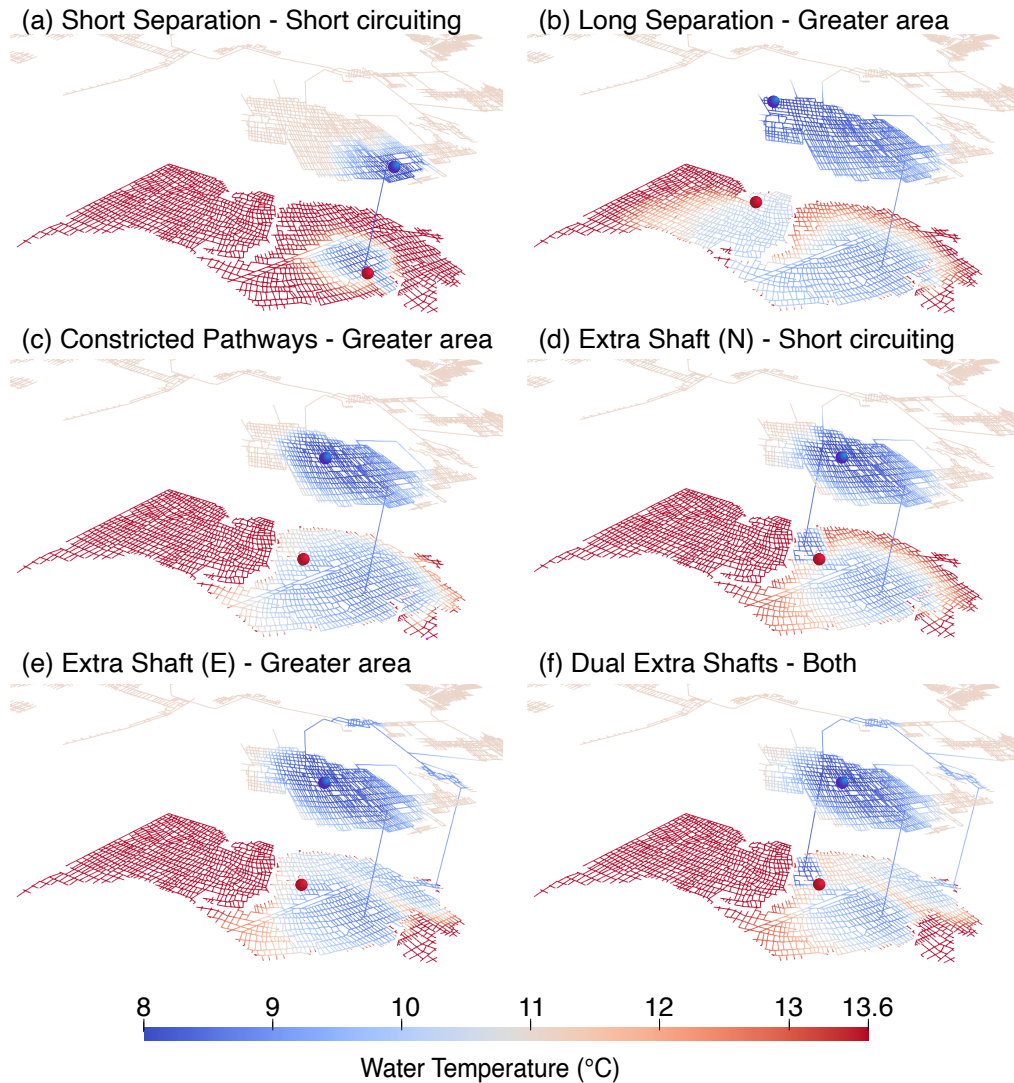 (a) Short Separation - Short circuiting
(b) Long Separation - Greater area
(c) Constricted Pathways - Greater area
(d) Extra Shaft (N) - Short circuiting
(e) Extra Shaft (E) - Greater area
(f) Dual Extra Shafts - Both
8 9 10 11 12 13 13.6
Water Temperature (°C)